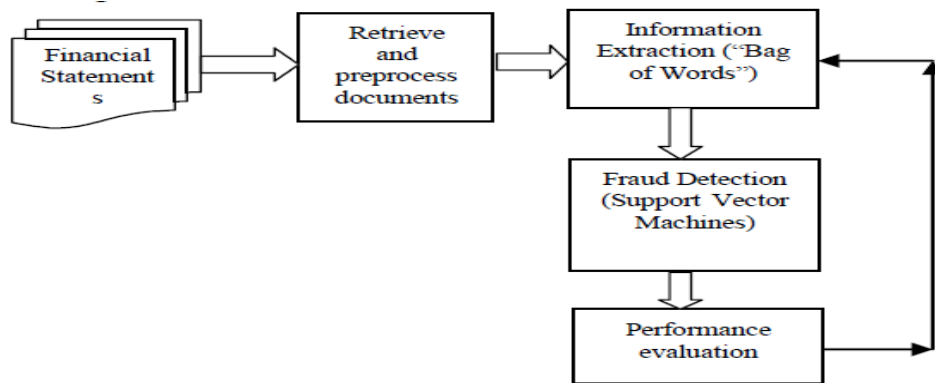 Financial
Statement
s
Retrieve
and
preprocess
documents
Information
Extraction (“Bag
of Words”)
Fraud Detection
(Support Vector
Machines)
Performance
evaluation